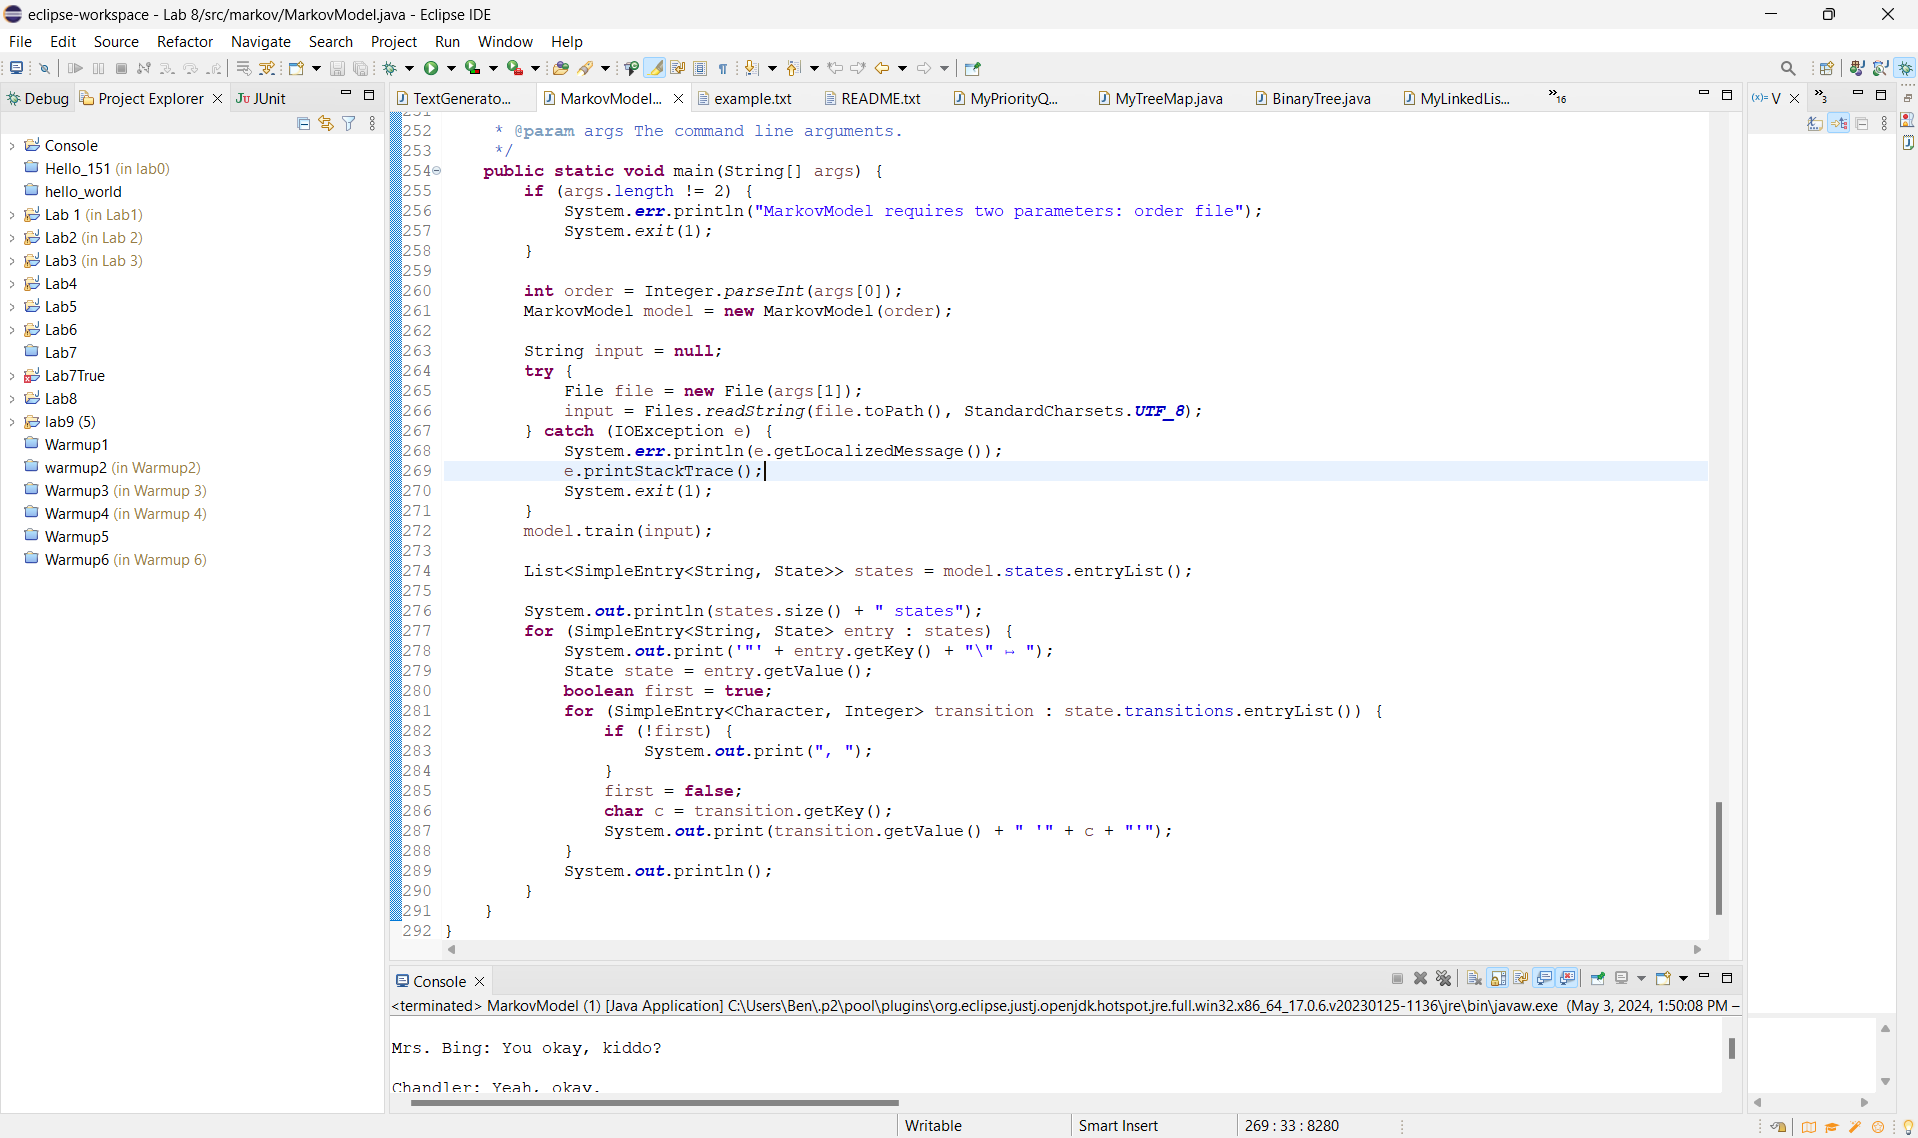 eclipse-workspace - Lab 8/src/markov/MarkovModel.java - Eclipse IDE
File Edit Source Refactor Navigate Search Project Run Window Help
Debug Project Explorer JUnit
TextGenerato... MarkovModel... example.txt README.txt MyPriorityQ... MyTreeMap.java BinaryTree.java MyLinkedLis... »16
(x)= V »3
Console
Hello_151 (in lab0)
hello_world
Lab 1 (in Lab1)
Lab2 (in Lab 2)
Lab3 (in Lab 3)
Lab4
Lab5
Lab6
Lab7
Lab7True
Lab8
lab9 (5)
Warmup1
warmup2 (in Warmup2)
Warmup3 (in Warmup 3)
Warmup4 (in Warmup 4)
Warmup5
Warmup6 (in Warmup 6)
252 * @param args The command line arguments.
253 */
254 public static void main(String[] args) {
255 if (args.length != 2) {
256 System.err.println("MarkovModel requires two parameters: order file");
257 System.exit(1);
258 }
259
260 int order = Integer.parseInt(args[0]);
261 MarkovModel model = new MarkovModel(order);
262
263 String input = null;
264 try {
265 File file = new File(args[1]);
266 input = Files.readString(file.toPath(), StandardCharsets.UTF_8);
267 } catch (IOException e) {
268 System.err.println(e.getLocalizedMessage());
269 e.printStackTrace();
270 System.exit(1);
271 }
272 model.train(input);
273
274 List<SimpleEntry<String, State>> states = model.states.entryList();
275
276 System.out.println(states.size() + " states");
277 for (SimpleEntry<String, State> entry : states) {
278 System.out.print('"' + entry.getKey() + "\" ↦ ");
279 State state = entry.getValue();
280 boolean first = true;
281 for (SimpleEntry<Character, Integer> transition : state.transitions.entryList()) {
282 if (!first) {
283 System.out.print(", ");
284 }
285 first = false;
286 char c = transition.getKey();
287 System.out.print(transition.getValue() + " '" + c + "'");
288 }
289 System.out.println();
290 }
291 }
292 }
Console
<terminated> MarkovModel (1) [Java Application] C:\Users\Ben\.p2\pool\plugins\org.eclipse.justj.openjdk.hotspot.jre.full.win32.x86_64_17.0.6.v20230125-1136\jre\bin\javaw.exe (May 3, 2024, 1:50:08 PM –
Mrs. Bing: You okay, kiddo?
Chandler: Yeah, okay.
Writable Smart Insert 269 : 33 : 8280